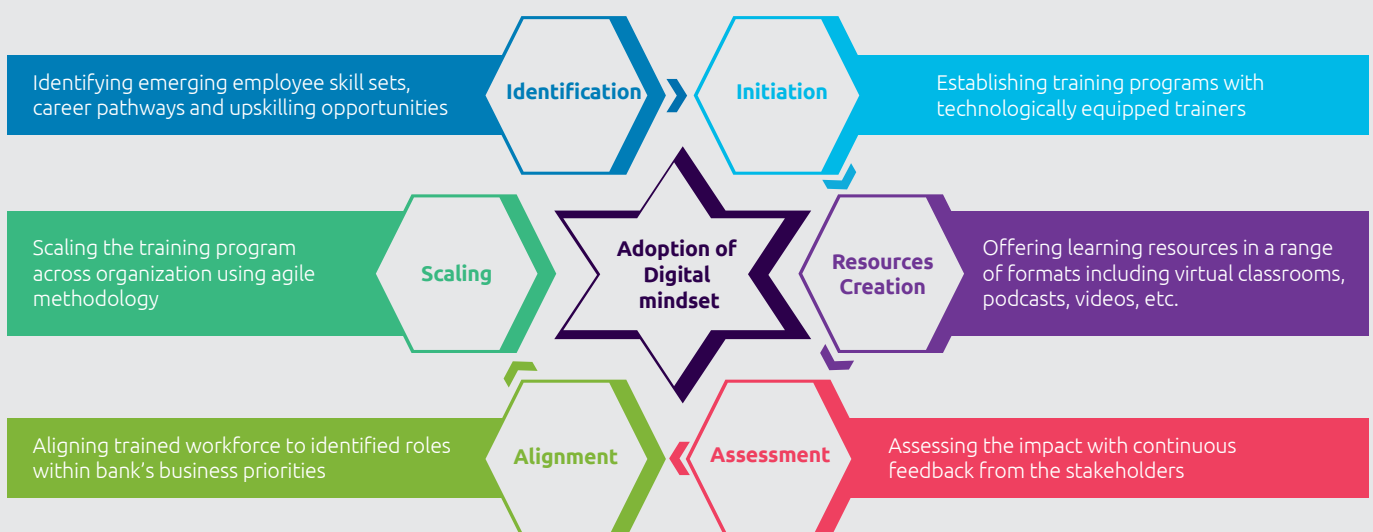 Identifying emerging employee skill sets,
career pathways and upskilling opportunities
Identification
Initiation
Establishing training programs with
technologically equipped trainers
Scaling the training program
across organization using agile
methodology
Scaling
Adoption of
Digital
mindset
Resources
Creation
Offering learning resources in a range
of formats including virtual classrooms,
podcasts, videos, etc.
Aligning trained workforce to identified roles
within bank's business priorities
Alignment
Assessment
Assessing the impact with continuous
feedback from the stakeholders